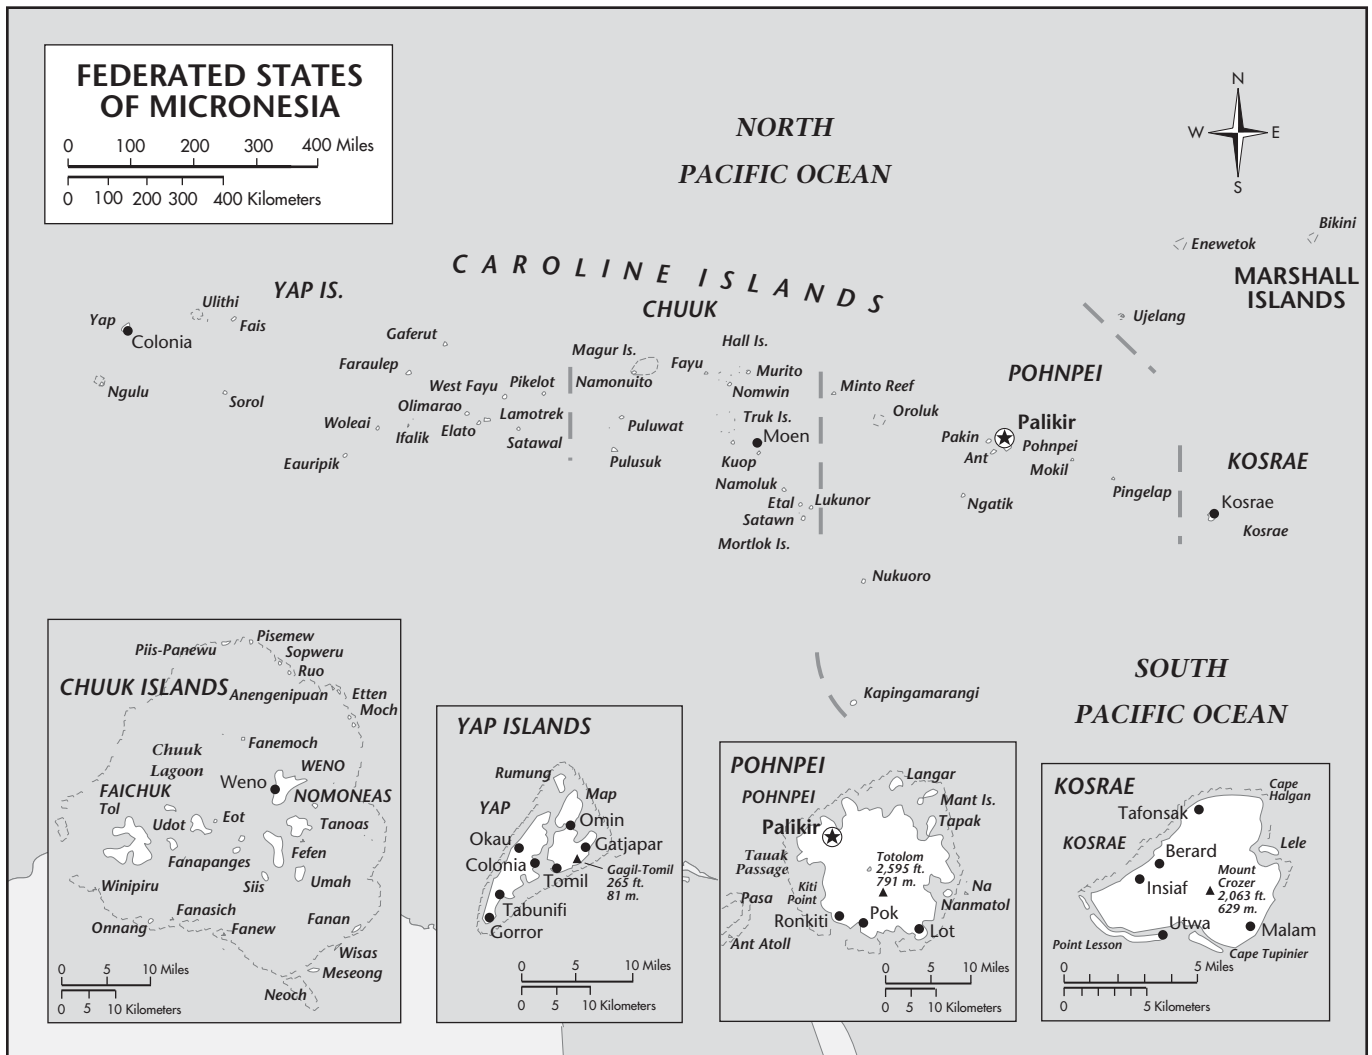 FEDERATED STATES
OF MICRONESIA
0 100 200 300 400 Miles
0 100 200 300 400 Kilometers
NORTH
PACIFIC OCEAN
N
W E
S
Bikini
Enewetok
MARSHALL
ISLANDS
CAROLINE ISLANDS
YAP IS.
CHUUK
Ulithi
Yap
Fais
Colonia
Ujelang
Gaferut
Hall Is.
Magur Is.
Faraulep
Fayu
Murito
POHNPEI
Ngulu
West Fayu
Pikelot
Namonuito
Nomwin
Minto Reef
Sorol
Olimarao
Lamotrek
Truk Is.
Oroluk
Woleai
Ifalik
Elato
Puluwat
Moen
Palikir
Satawal
Pakin
Pohnpei
Eauripik
Pulusuk
Kuop
Ant
Mokil
KOSRAE
Namoluk
Pingelap
Etal
Lukunor
Ngatik
Kosrae
Satawn
Kosrae
Mortlok Is.
Nukuoro
SOUTH
PACIFIC OCEAN
Kapingamarangi
CHUUK ISLANDS
Pisemew
Piis-Panewu
Sopweru
Ruo
Anengenipuan
Etten
Moch
Fanemoch
Chuuk
Lagoon
WENO
Weno
FAICHUK
NOMONEAS
Tol
Udot
Eot
Tanoas
Fanapanges
Fefen
Siis
Umah
Winipiru
Fanasich
Onnang
Fanew
Fanan
Wisas
Meseong
Neoch
0 5 10 Miles
0 5 10 Kilometers
YAP ISLANDS
Rumung
YAP
Map
Omin
Okau
Gatjapar
Colonia
Tomil
Gagil-Tomil
265 ft.
81 m.
Tabunifi
Gorror
0 5 10 Miles
0 5 10 Kilometers
POHNPEI
Langar
POHNPEI
Mant Is.
Palikir
Tapak
Tauak
Passage
Totolom
2,595 ft.
791 m.
Kiti
Point
Na
Nanmatol
Pasa
Ronkiti
Pok
Lot
Ant Atoll
0 5 10 Miles
0 5 10 Kilometers
KOSRAE
Cape
Halgan
Tafonsak
KOSRAE
Lele
Berard
Mount
Crozer
2,063 ft.
629 m.
Insiaf
Utwa
Malam
Point Lesson
Cape Tupinier
0 5 Miles
0 5 Kilometers